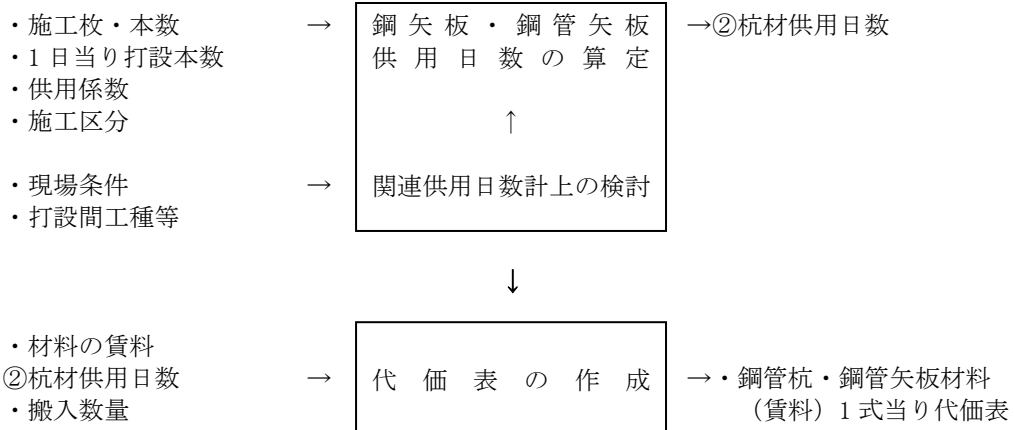 ・施工枚・本数 → 鋼矢板・鋼管矢板 →②杭材供用日数
・1日当り打設本数 供用日数の算定
・供用係数
・施工区分 ↑
・現場条件 → 関連供用日数計上の検討
・打設間工種等
↓
・材料の賃料
②杭材供用日数 → 代価表の作成 →・鋼管杭・鋼管矢板材料
・搬入数量 （賃料）1式当り代価表